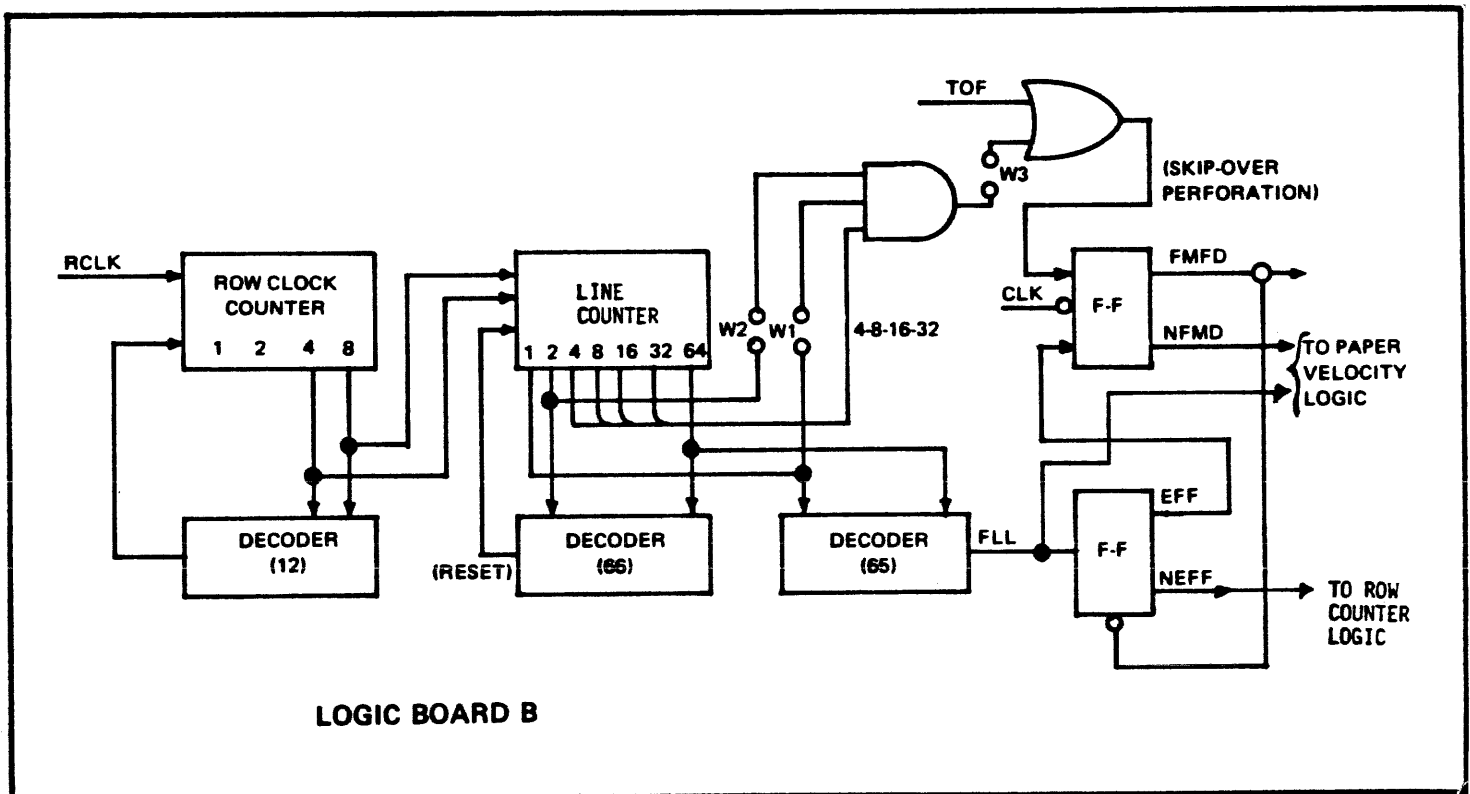 TOF
W3
(SKIP-OVER
PERFORATION)
RCLK
ROW CLOCK
COUNTER
1 2 4 8
LINE
COUNTER
1 2 4 8 16 32 64
W2 W1
4-8-16-32
CLK
F-F
FMFD
NFMD
TO PAPER
VELOCITY
LOGIC
DECODER
(12)
(RESET)
DECODER
(66)
DECODER
(65)
FLL
F-F
EFF
NEFF
TO ROW
COUNTER
LOGIC
LOGIC BOARD B